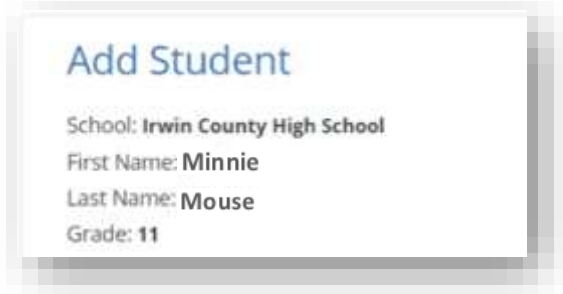 Add Student
School: Irwin County High School
First Name: Minnie
Last Name: Mouse
Grade: 11